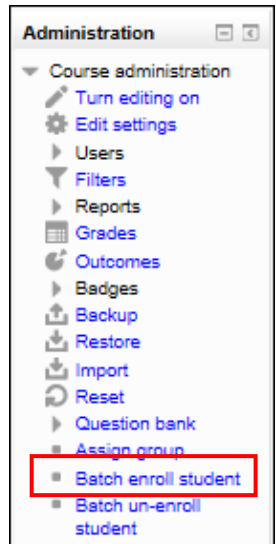 Administration
Course administration
Turn editing on
Edit settings
Users
Filters
Reports
Grades
Outcomes
Badges
Backup
Restore
Import
Reset
Question bank
Assign group
Batch enroll student
Batch un-enroll
student